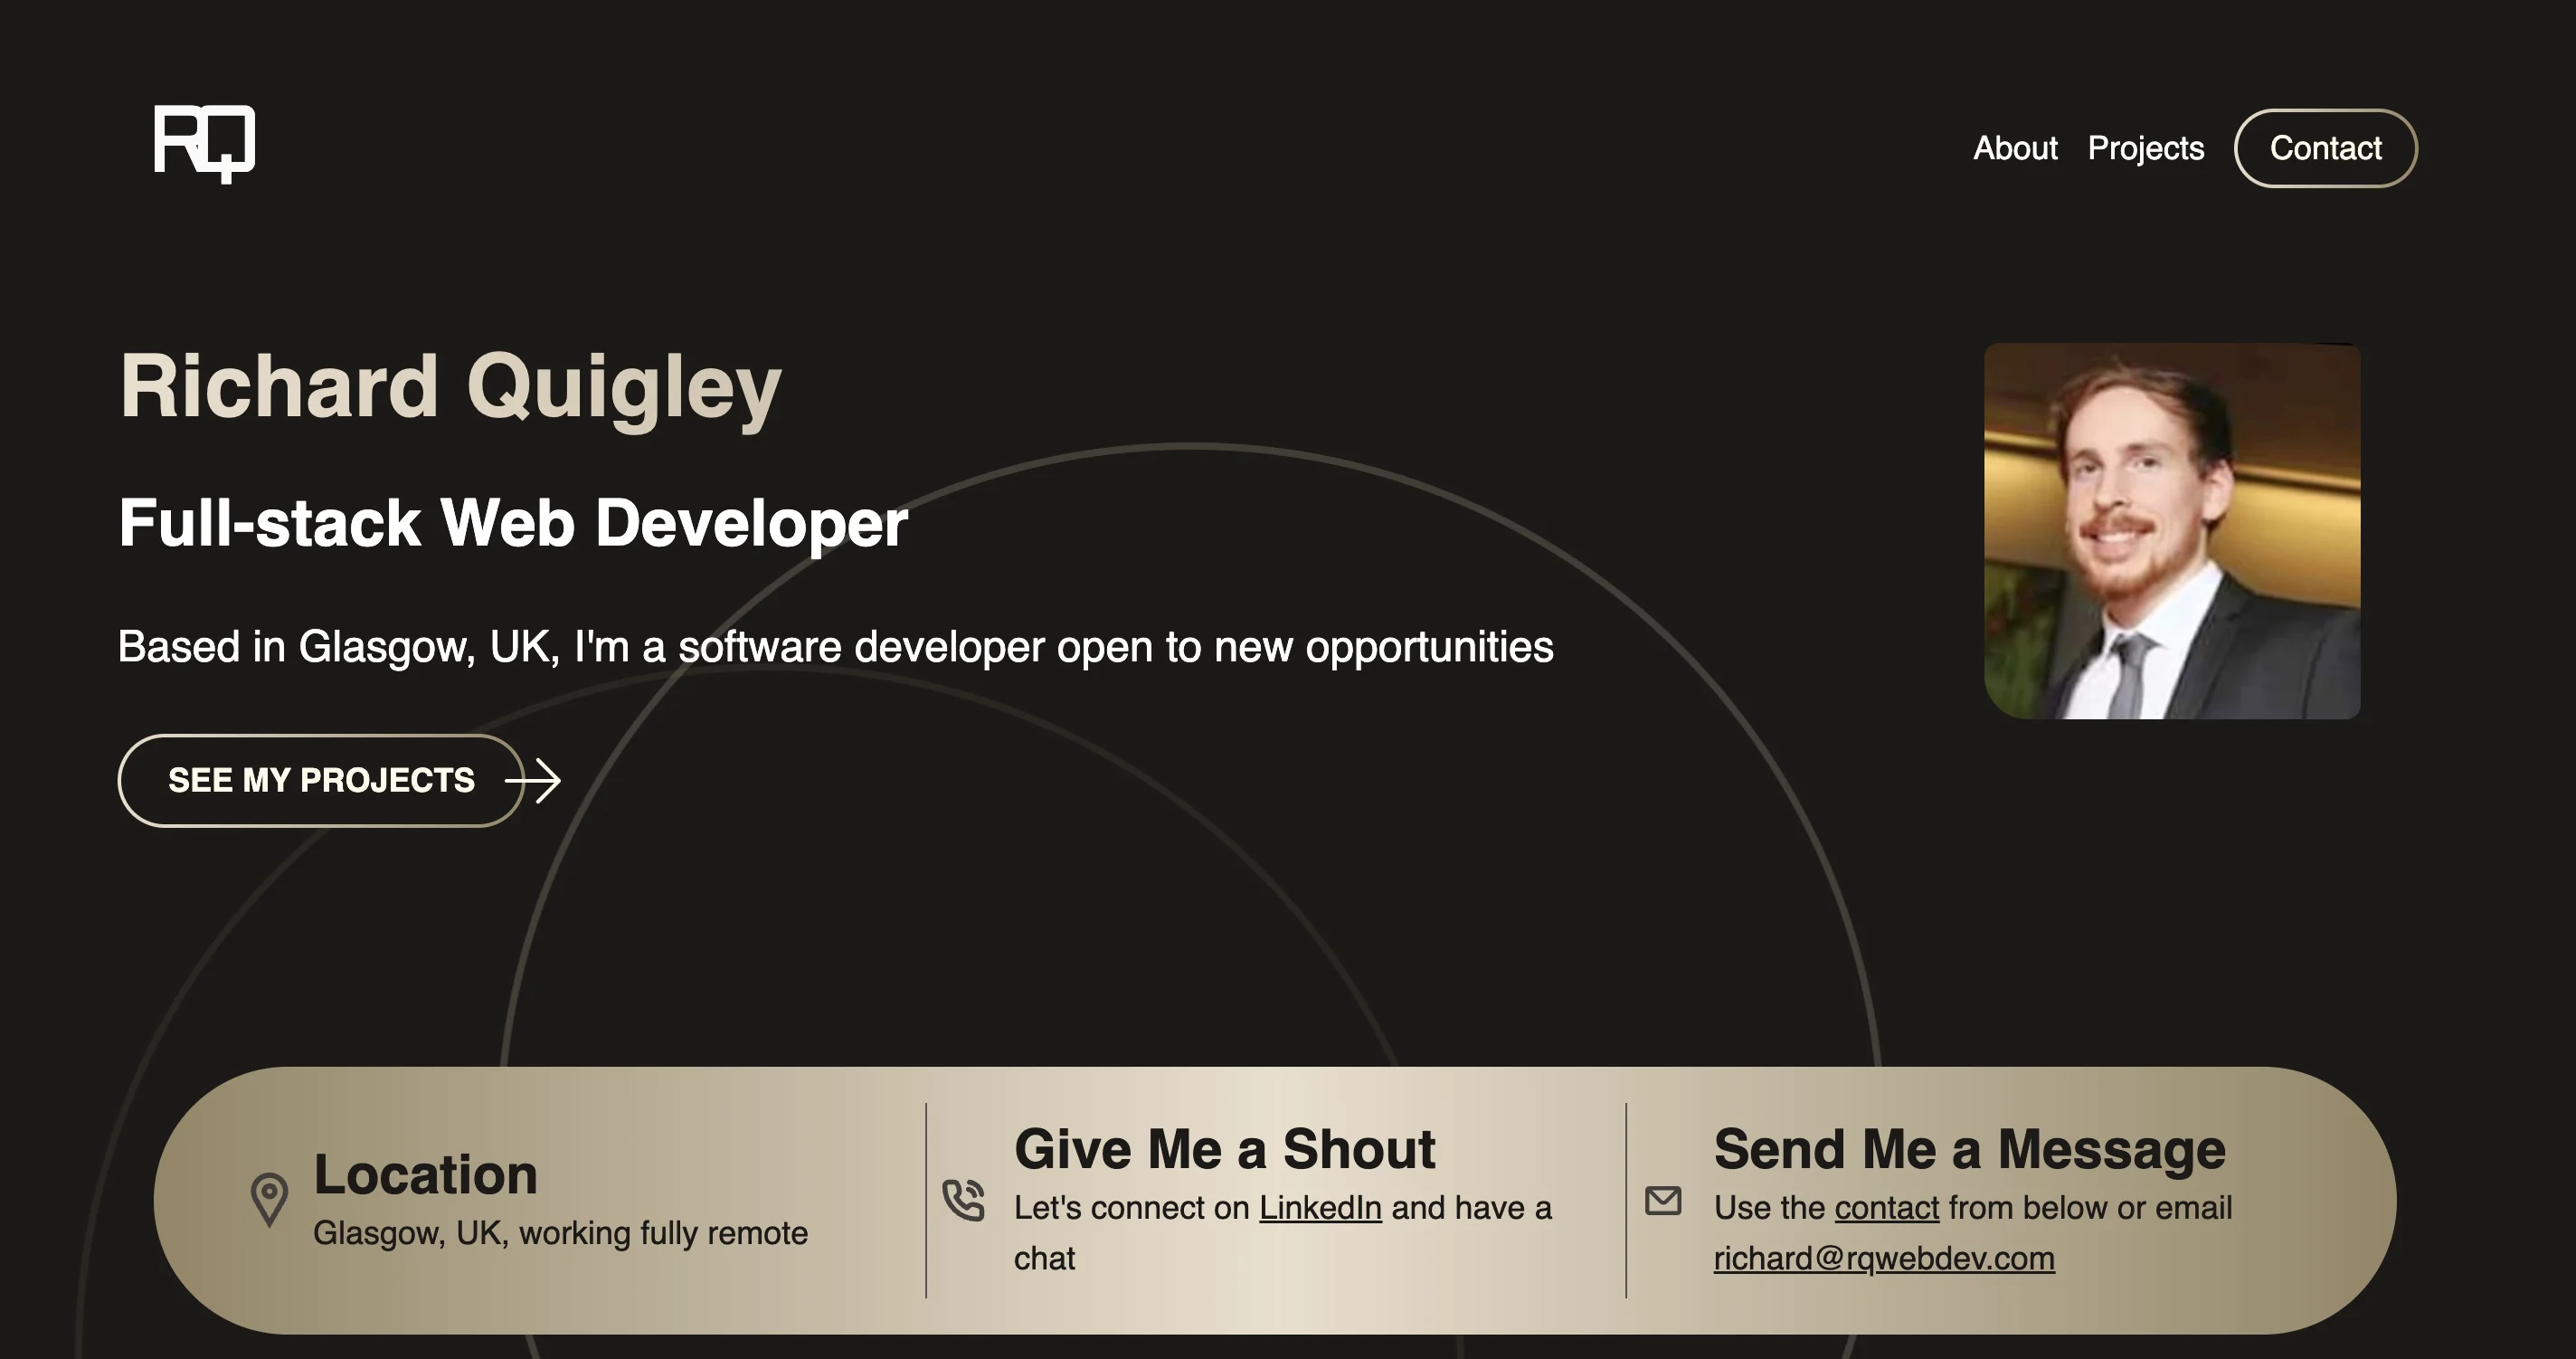 RQ
About Projects Contact
Richard Quigley
Full-stack Web Developer
Based in Glasgow, UK, I'm a software developer open to new opportunities
SEE MY PROJECTS
Location
Glasgow, UK, working fully remote
Give Me a Shout
Let's connect on LinkedIn and have a
chat
Send Me a Message
Use the contact from below or email
richard@rqwebdev.com